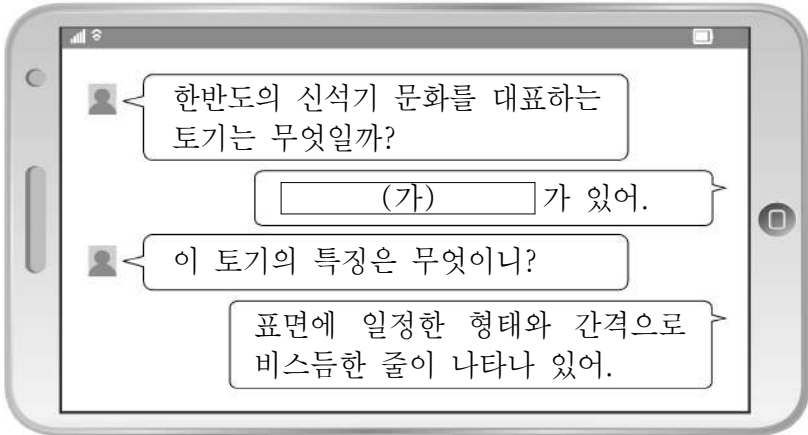 한반도의 신석기 문화를 대표하는
토기는 무엇일까?
(가) 가 있어.
이 토기의 특징은 무엇이니?
표면에 일정한 형태와 간격으로
비스듬한 줄이 나타나 있어.